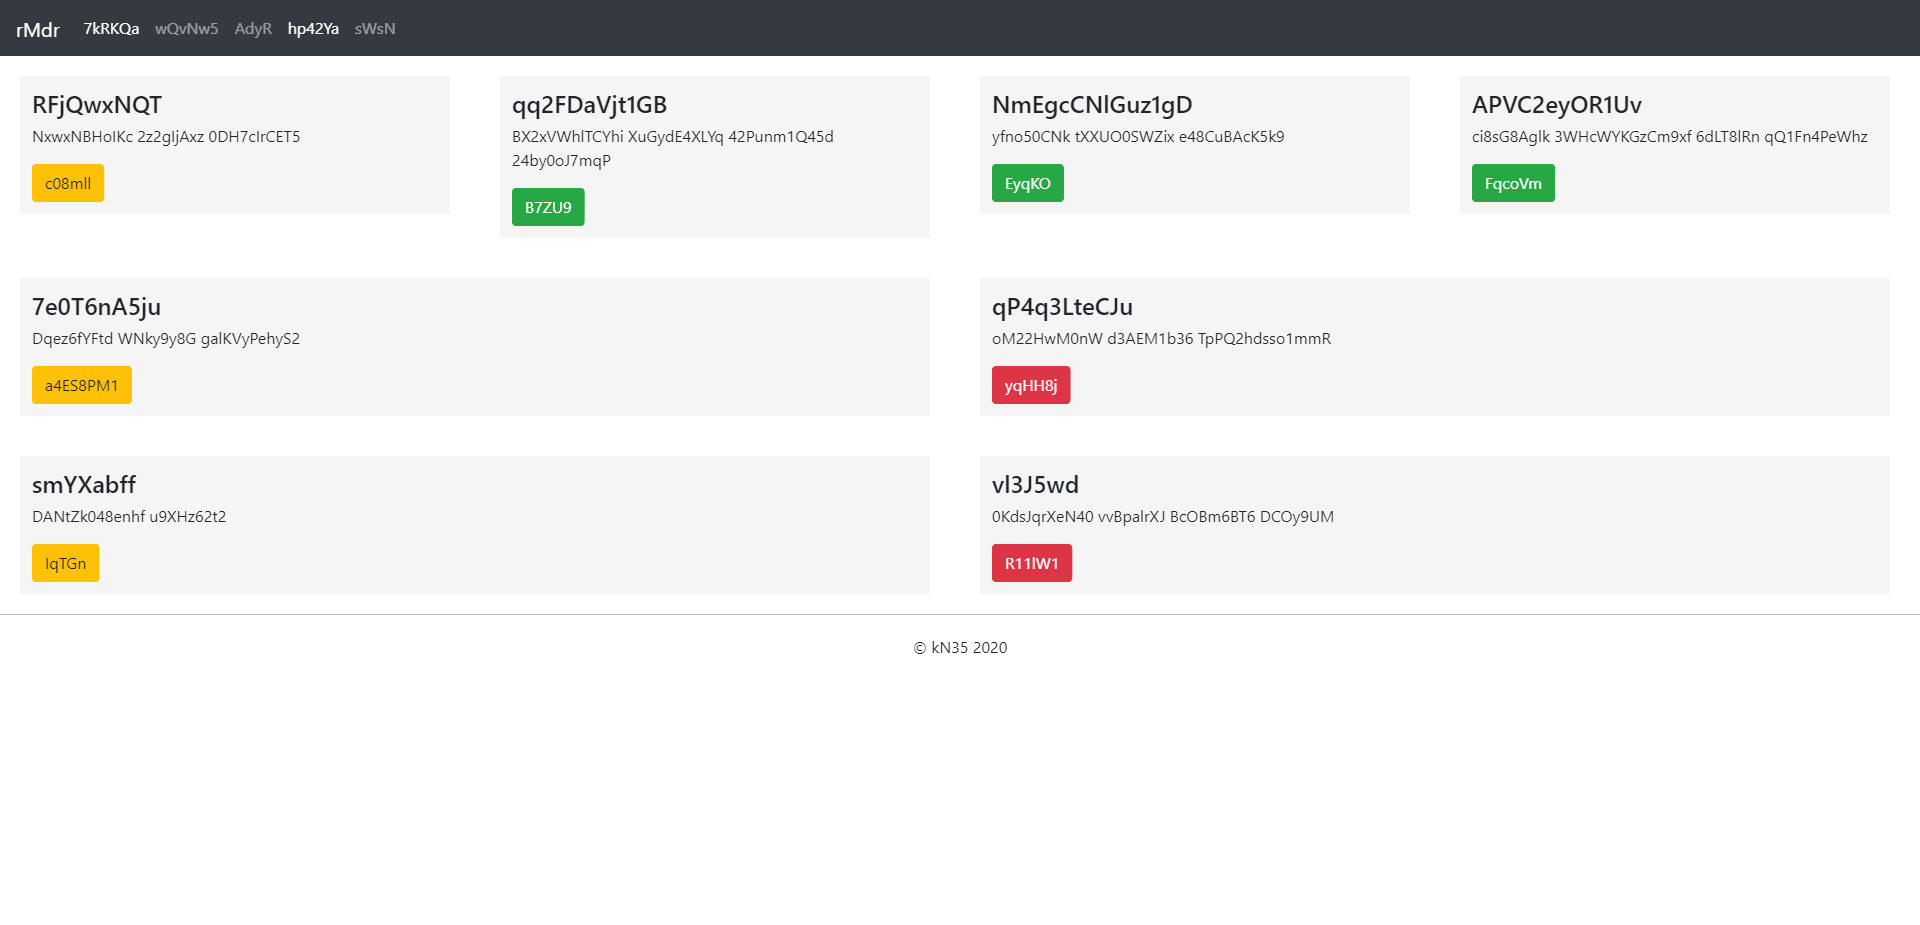 rMdr 7kRKQa wQvNw5 AdyR hp42Ya sWsN
RFjQwxNQT
NxwxNBHoIKc 2z2gljAxz 0DH7cIrCET5
c08mll
qq2FDaVjt1GB
BX2xVWhlTCYhi XuGydE4XLYq 42Punm1Q45d
24by0oJ7mqP
B7ZU9
NmEgcCNlGuz1gD
yfno50CNk tXXUO0SWZix e48CuBAcK5k9
EyqKO
APVC2eyOR1Uv
ci8sG8Aglk 3WHcWYKGzCm9xf 6dLT8lRn qQ1Fn4PeWhz
FqcoVm
7e0T6nA5ju
Dqez6fYFtd WNky9y8G galKVyPehyS2
a4ES8PM1
qP4q3LteCJu
oM22HwM0nW d3AEM1b36 TpPQ2hdsso1mmR
yqHH8j
smYXabff
DANtZk048enhf u9XHz62t2
lqTGn
vl3J5wd
0KdsJqrXeN40 vvBpalrXJ BcOBm6BT6 DCOy9UM
R11lW1
© kN35 2020